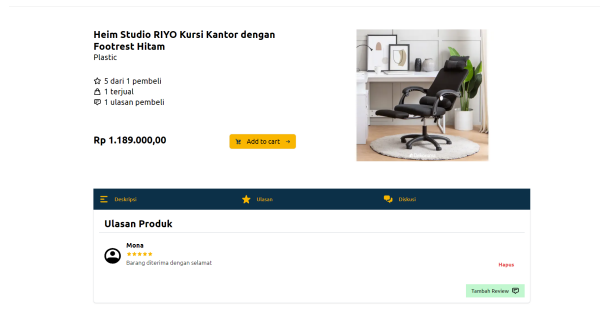 Heim Studio RIYO Kursi Kantor dengan
Footrest Hitam
Plastic
5 dari 1 pembeli
1 terjual
1 ulasan pembeli
Rp 1.189.000,00
Add to cart →
Deskripsi
Ulasan
Diskusi
Ulasan Produk
Mona
Barang diterima dengan selamat
Hapus
Tambah Review